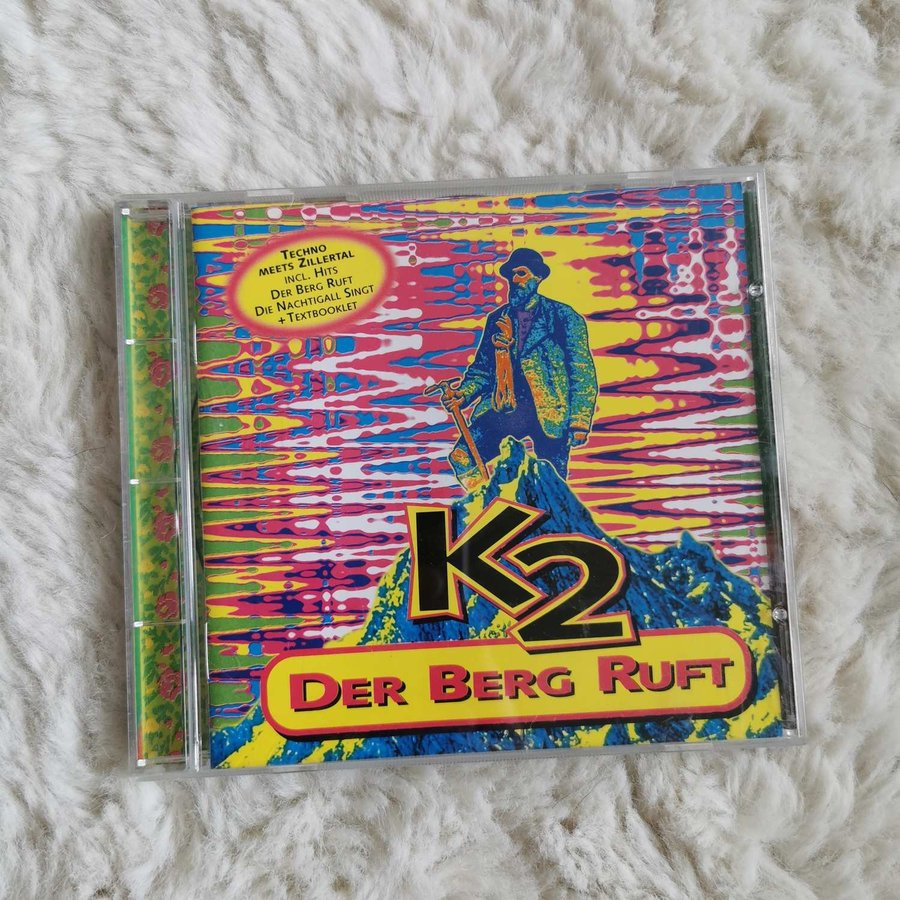 TECHNO
MEETS ZILLERTAL
INCL. HITS
DER BERG RUFT
DIE NACHTIGALL SINGT
+ TEXTBOOKLET
K2
DER BERG RUFT